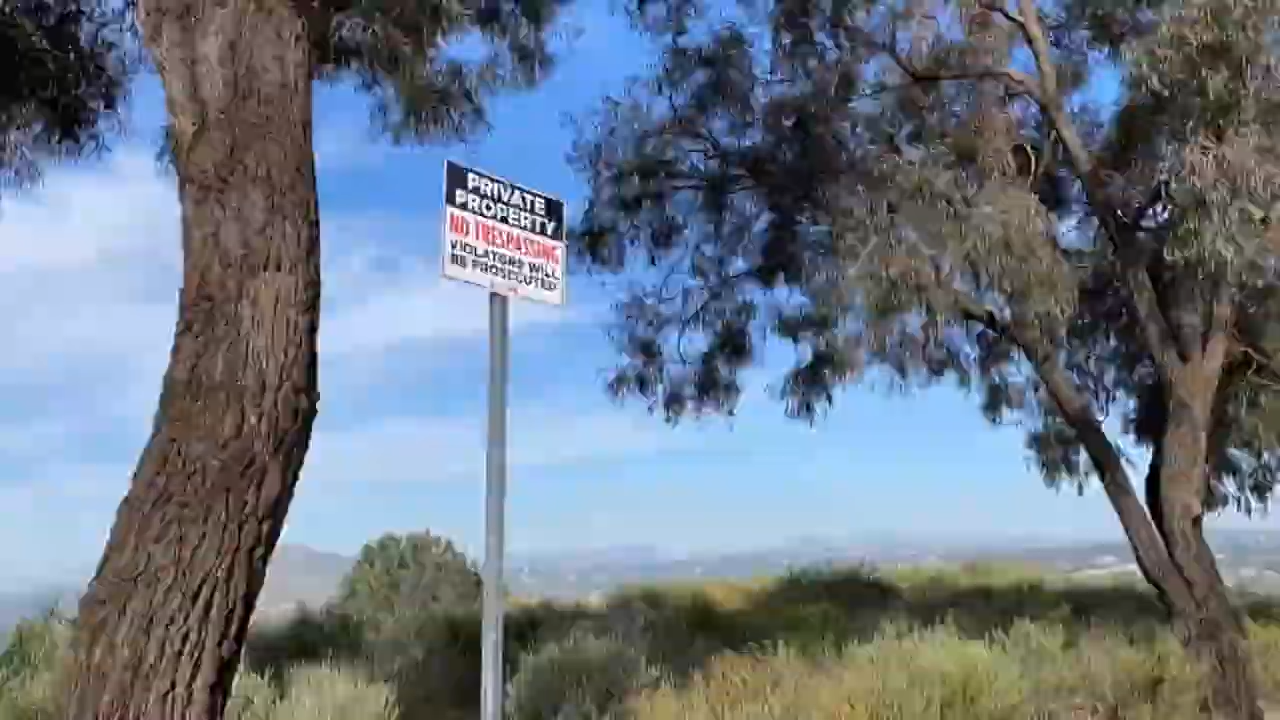 PRIVATE
PROPERTY
NO TRESPASSING
VIOLATORS WILL
BE PROSECUTED